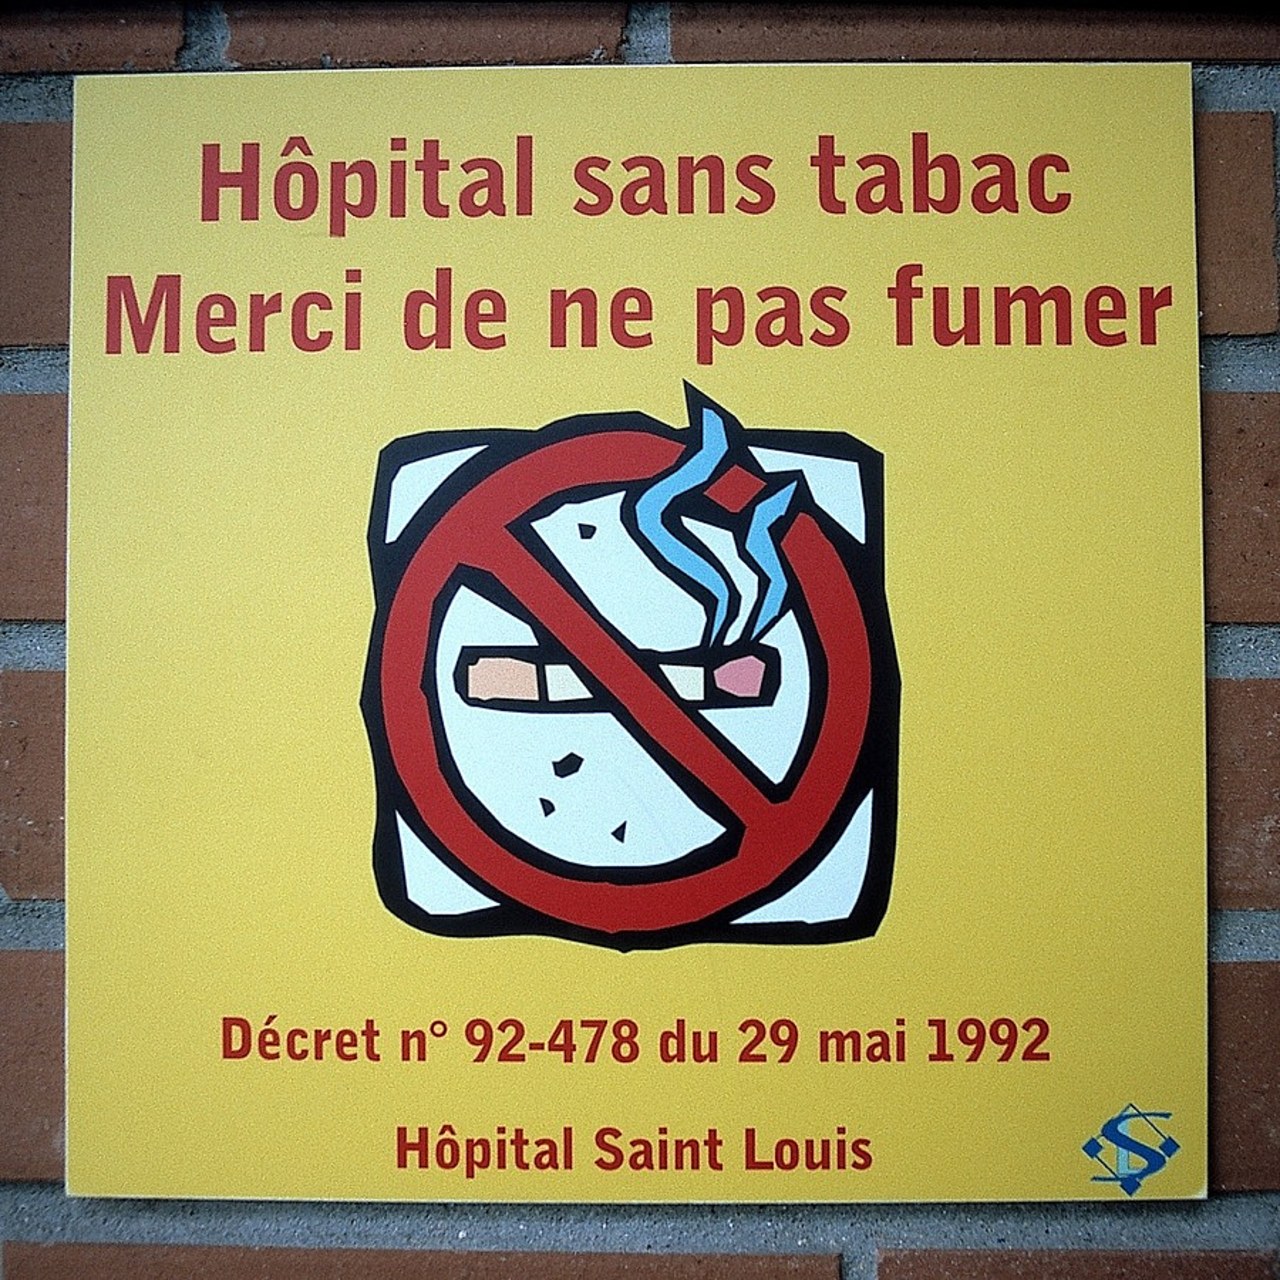 Hôpital sans tabac
Merci de ne pas fumer
Décret n° 92-478 du 29 mai 1992
Hôpital Saint Louis